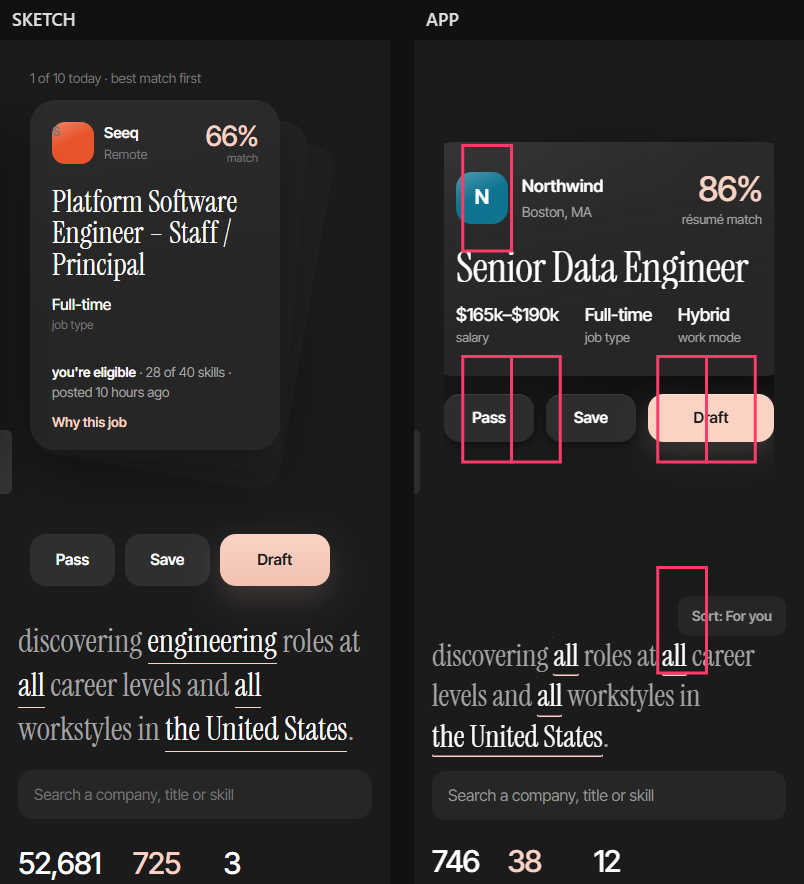 SKETCH
1 of 10 today · best match first
S
Seeq
Remote
66%
match
Platform Software
Engineer – Staff /
Principal
Full-time
job type
you're eligible · 28 of 40 skills ·
posted 10 hours ago
Why this job
Pass
Save
Draft
discovering engineering roles at
all career levels and all
workstyles in the United States.
Search a company, title or skill
52,681 725 3
APP
N
Northwind
Boston, MA
86%
résumé match
Senior Data Engineer
$165k–$190k
salary
Full-time
job type
Hybrid
work mode
Pass
Save
Draft
Sort: For you
discovering all roles at all career
levels and all workstyles in
the United States.
Search a company, title or skill
746 38 12